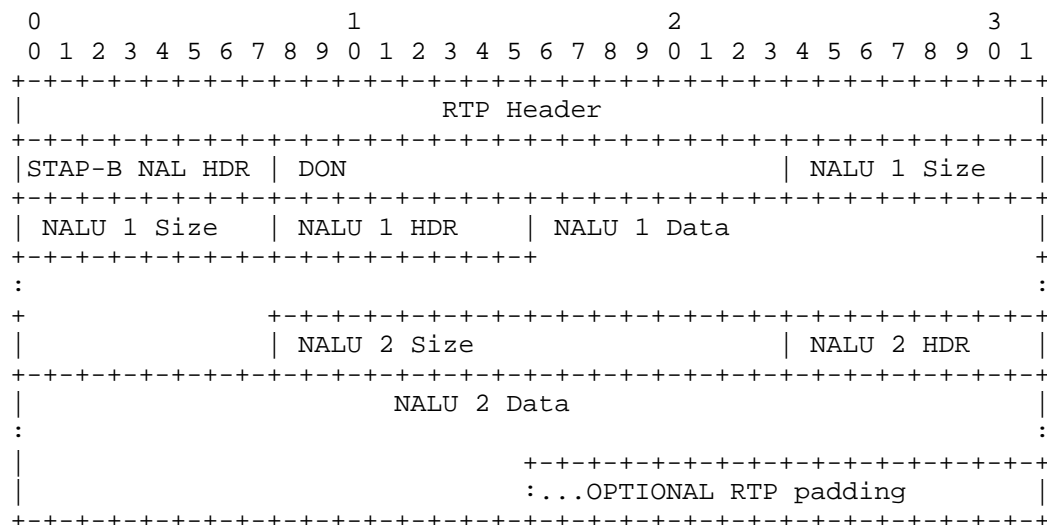 0                   1                   2                   3
 0 1 2 3 4 5 6 7 8 9 0 1 2 3 4 5 6 7 8 9 0 1 2 3 4 5 6 7 8 9 0 1
+-+-+-+-+-+-+-+-+-+-+-+-+-+-+-+-+-+-+-+-+-+-+-+-+-+-+-+-+-+-+-+-+
|                          RTP Header                           |
+-+-+-+-+-+-+-+-+-+-+-+-+-+-+-+-+-+-+-+-+-+-+-+-+-+-+-+-+-+-+-+-+
|STAP-B NAL HDR | DON                           | NALU 1 Size   |
+-+-+-+-+-+-+-+-+-+-+-+-+-+-+-+-+-+-+-+-+-+-+-+-+-+-+-+-+-+-+-+-+
| NALU 1 Size   | NALU 1 HDR    | NALU 1 Data                   |
+-+-+-+-+-+-+-+-+-+-+-+-+-+-+-+-+                               +
:                                                               :
+               +-+-+-+-+-+-+-+-+-+-+-+-+-+-+-+-+-+-+-+-+-+-+-+-+
|               | NALU 2 Size                   | NALU 2 HDR    |
+-+-+-+-+-+-+-+-+-+-+-+-+-+-+-+-+-+-+-+-+-+-+-+-+-+-+-+-+-+-+-+-+
|                       NALU 2 Data                             |
:                                                               :
|                               +-+-+-+-+-+-+-+-+-+-+-+-+-+-+-+-+
|                               :...OPTIONAL RTP padding        |
+-+-+-+-+-+-+-+-+-+-+-+-+-+-+-+-+-+-+-+-+-+-+-+-+-+-+-+-+-+-+-+-+